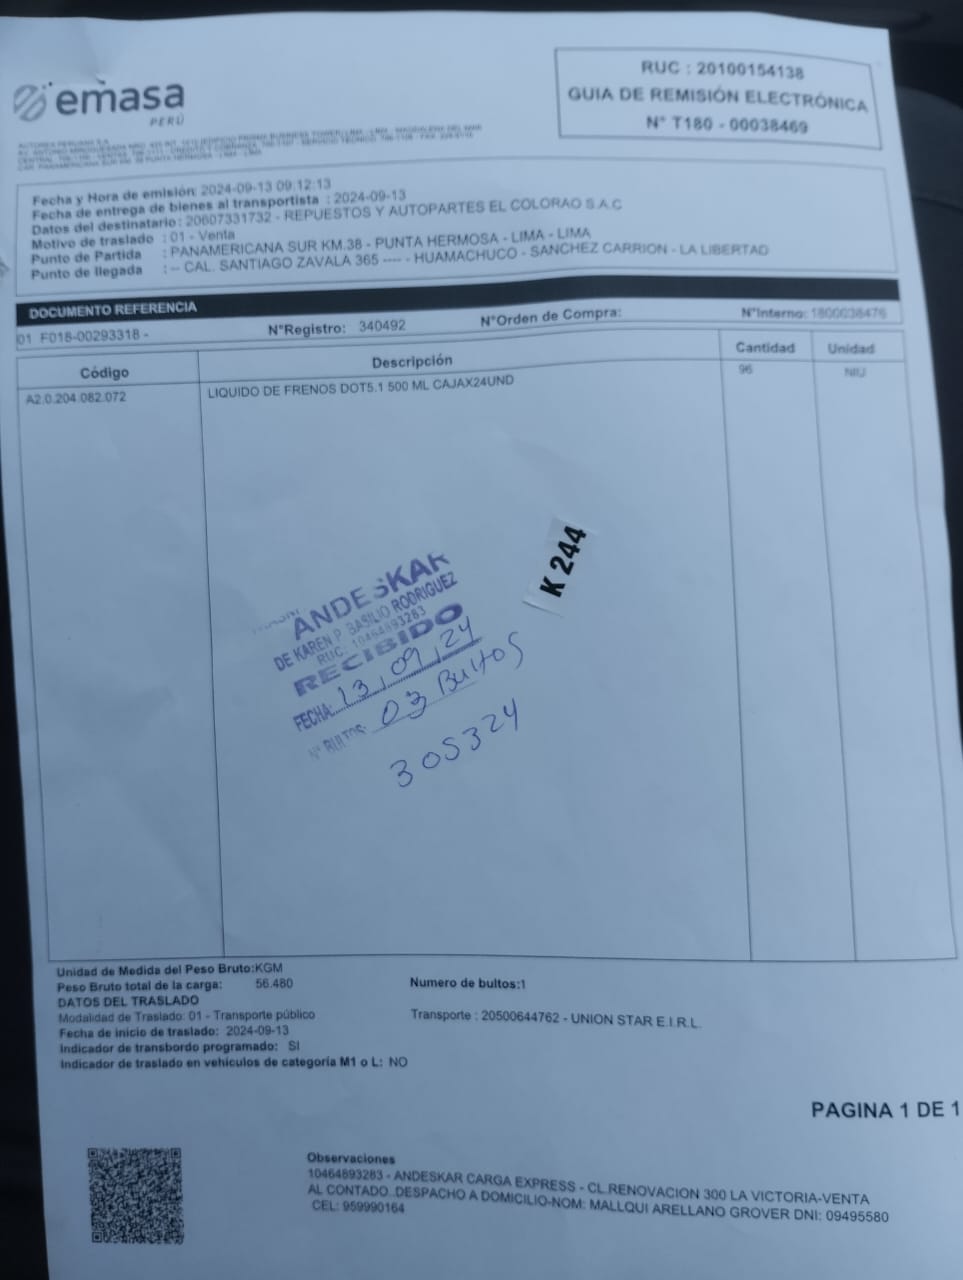 emasa
PERÚ
RUC : 20100154138
GUIA DE REMISIÓN ELECTRÓNICA
N° T180 - 00038469
Fecha y Hora de emisión: 2024-09-13 09:12:13
Fecha de entrega de bienes al transportista : 2024-09-13
Datos del destinatario: 20607331732 - REPUESTOS Y AUTOPARTES EL COLORAO S.A.C
Motivo de traslado : 01 - Venta
Punto de Partida : PANAMERICANA SUR KM.38 - PUNTA HERMOSA - LIMA - LIMA
Punto de llegada : -- CAL. SANTIAGO ZAVALA 365 ---- - HUAMACHUCO - SANCHEZ CARRION - LA LIBERTAD
DOCUMENTO REFERENCIA
01 F018-00293318 - N°Registro: 340492 N°Orden de Compra: N°Interno: 1800038476
Código Descripción Cantidad Unidad
A2.0.204.082.072 LIQUIDO DE FRENOS DOT5.1 500 ML CAJAX24UND 96 NIU
K 244
ANDESKAR
DE KAREN P. BASILIO RODRIGUEZ
RUC: 10464893283
RECIBIDO
FECHA: 13,09,24
N° BULTOS: 03 Bultos
305324
Unidad de Medida del Peso Bruto:KGM
Peso Bruto total de la carga: 56.480 Numero de bultos:1
DATOS DEL TRASLADO
Modalidad de Traslado: 01 - Transporte público Transporte : 20500644762 - UNION STAR E.I.R.L.
Fecha de inicio de traslado: 2024-09-13
Indicador de transbordo programado: SI
Indicador de traslado en vehículos de categoría M1 o L: NO
PAGINA 1 DE 1
Observaciones
10464893283 - ANDESKAR CARGA EXPRESS - CL.RENOVACION 300 LA VICTORIA-VENTA
AL CONTADO..DESPACHO A DOMICILIO-NOM: MALLQUI ARELLANO GROVER DNI: 09495580
CEL: 959990164